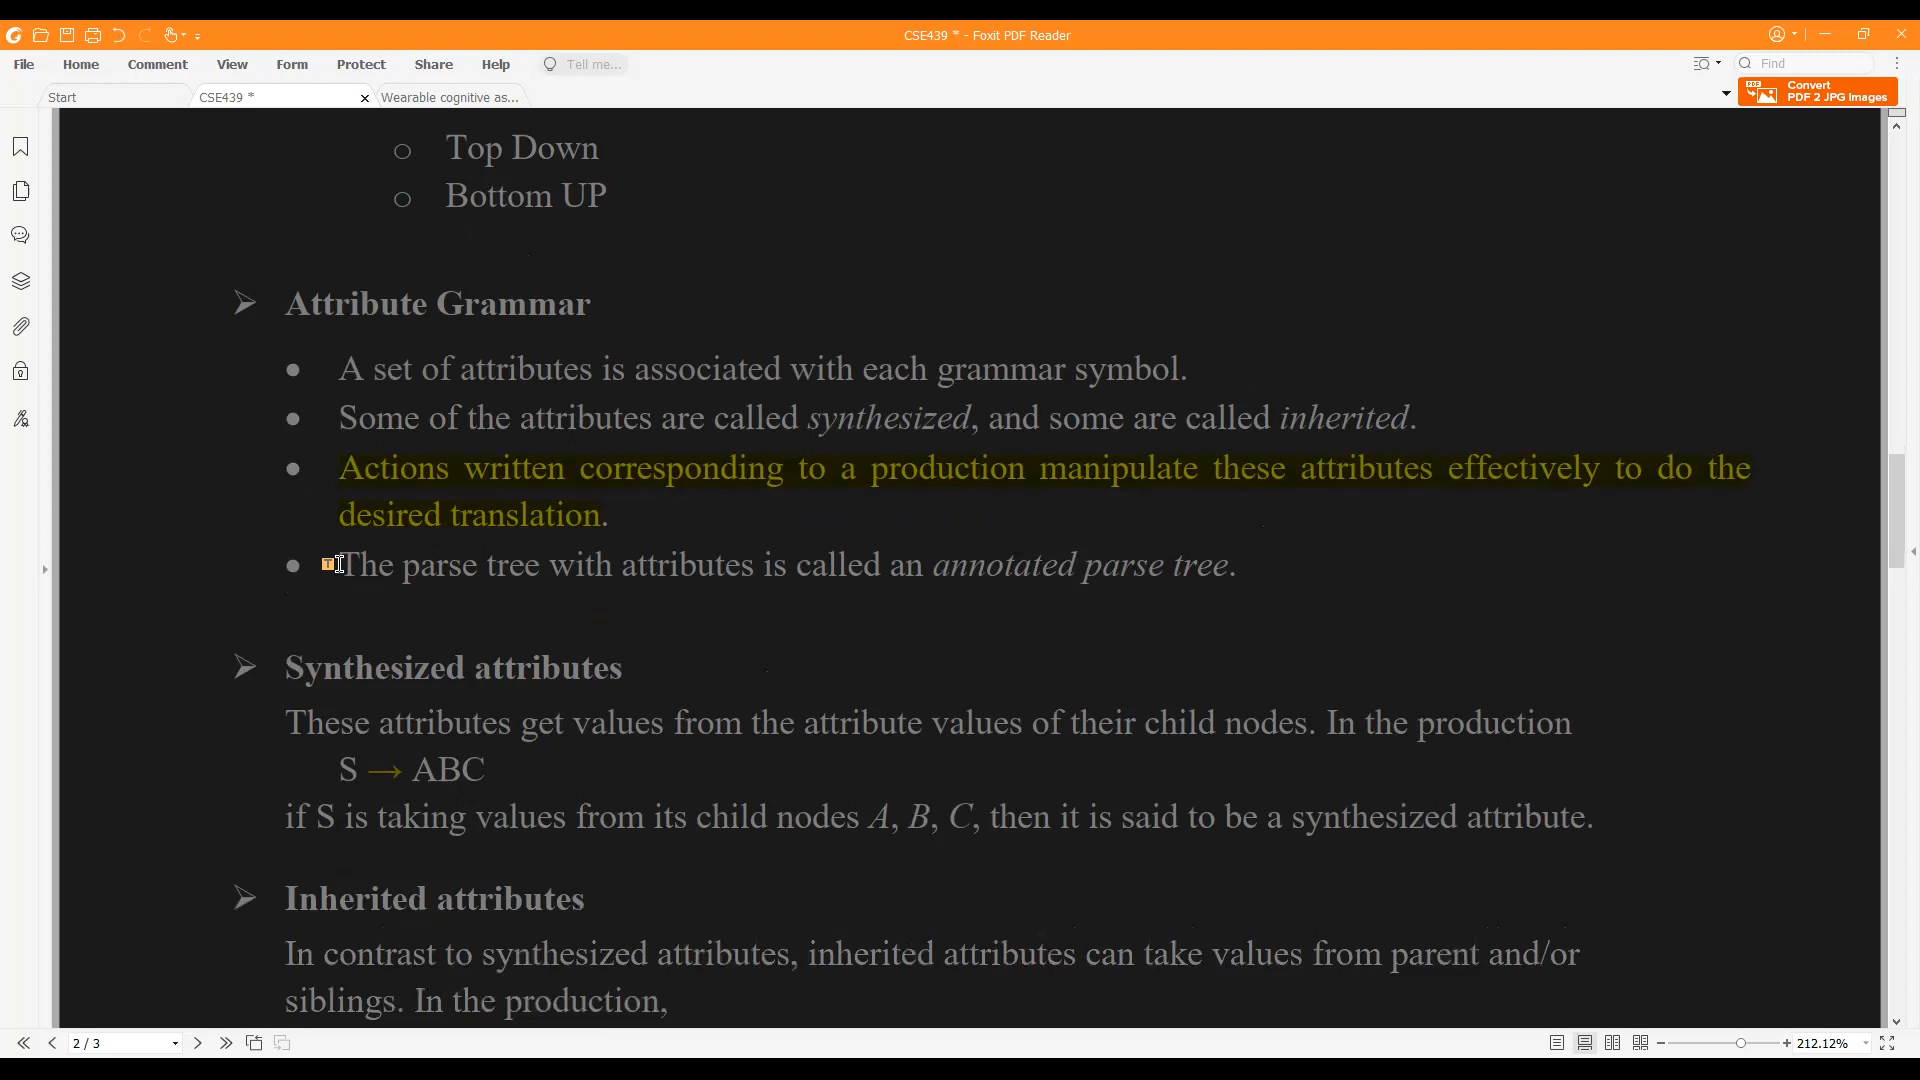 CSE439 * - Foxit PDF Reader
File Home Comment View Form Protect Share Help Tell me... Find
Start CSE439 * Wearable cognitive as...
Convert
PDF 2 JPG Images
○ Top Down
○ Bottom UP
➢ Attribute Grammar
● A set of attributes is associated with each grammar symbol.
● Some of the attributes are called synthesized, and some are called inherited.
● Actions written corresponding to a production manipulate these attributes effectively to do the
desired translation.
● The parse tree with attributes is called an annotated parse tree.
➢ Synthesized attributes
These attributes get values from the attribute values of their child nodes. In the production
S → ABC
if S is taking values from its child nodes A, B, C, then it is said to be a synthesized attribute.
➢ Inherited attributes
In contrast to synthesized attributes, inherited attributes can take values from parent and/or
siblings. In the production,
2 / 3 212.12%